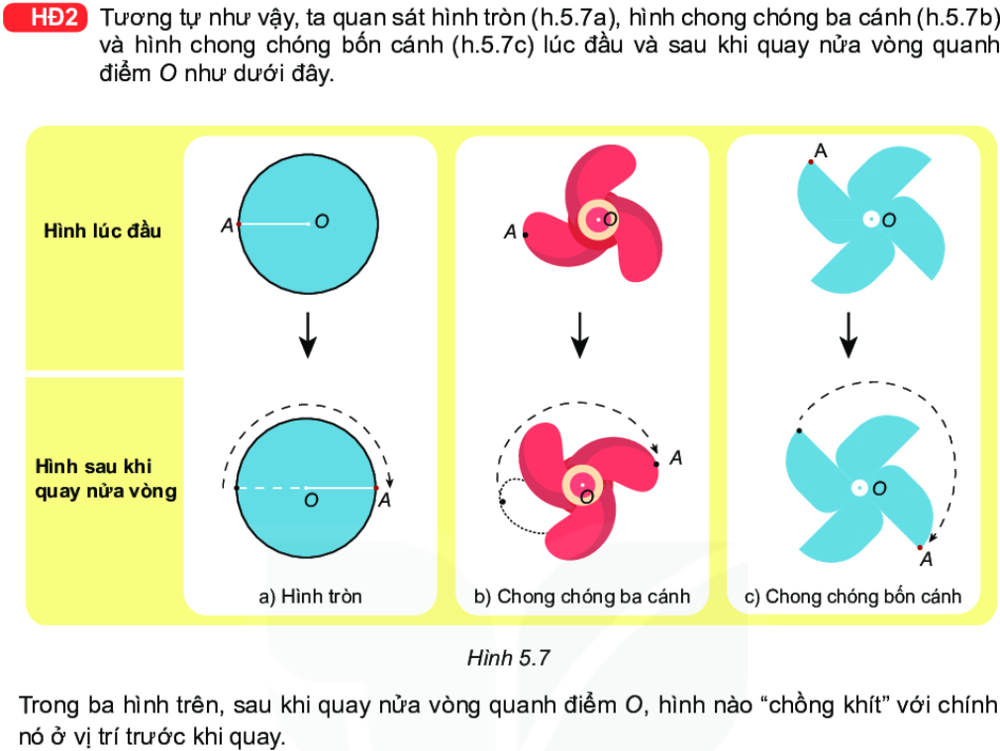 HĐ2 Tương tự như vậy, ta quan sát hình tròn (h.5.7a), hình chong chóng ba cánh (h.5.7b)
và hình chong chóng bốn cánh (h.5.7c) lúc đầu và sau khi quay nửa vòng quanh
điểm O như dưới đây.
Hình lúc đầu
A O
A O
A O
Hình sau khi
quay nửa vòng
O A
O A
O A
a) Hình tròn
b) Chong chóng ba cánh
c) Chong chóng bốn cánh
Hình 5.7
Trong ba hình trên, sau khi quay nửa vòng quanh điểm O, hình nào “chồng khít” với chính
nó ở vị trí trước khi quay.